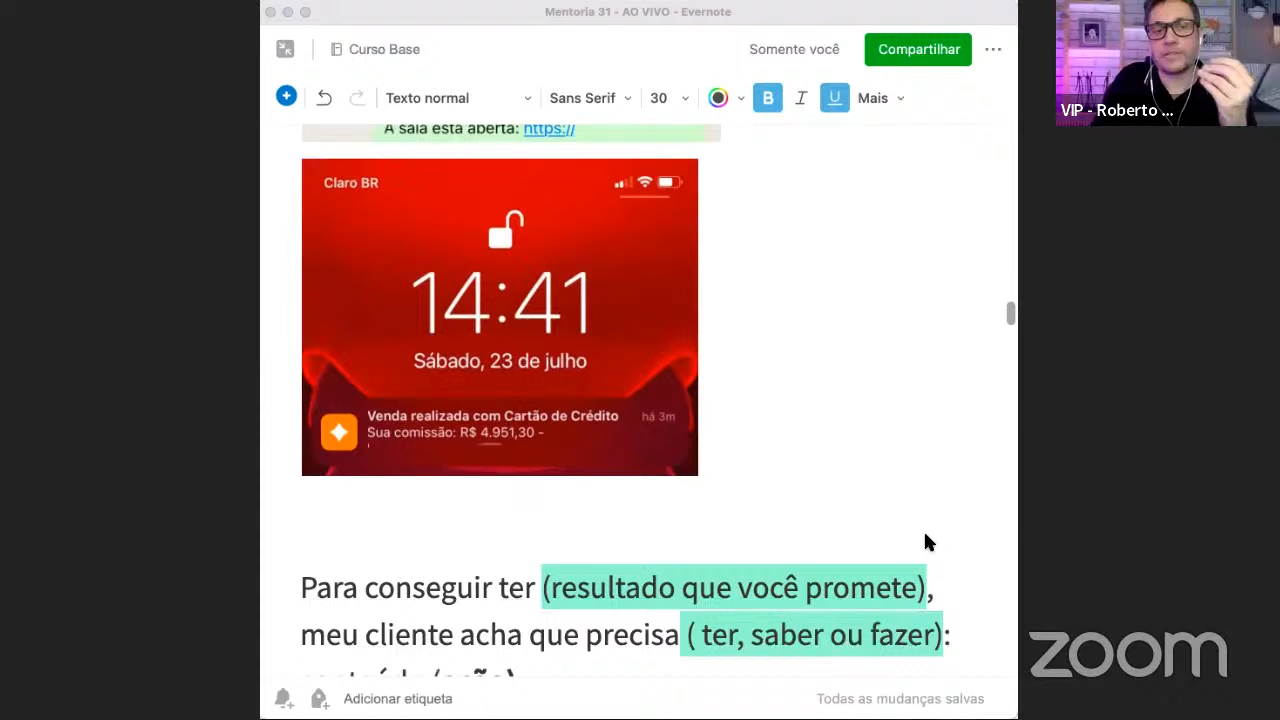 Mentoria 31 - AO VIVO - Evernote
Curso Base
Somente você
Compartilhar
Texto normal
Sans Serif
30
B
I
U
Mais
A sala está aberta: https://
Claro BR
14:41
Sábado, 23 de julho
Venda realizada com Cartão de Crédito
há 3m
Sua comissão: R$ 4.951,30 -
Para conseguir ter (resultado que você promete),
meu cliente acha que precisa ( ter, saber ou fazer):
conteúdo (ação)
Adicionar etiqueta
Todas as mudanças salvas
VIP - Roberto ...
zoom